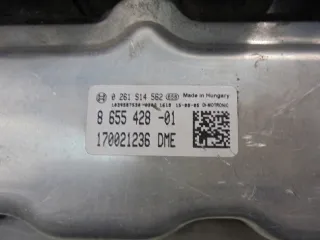 0 261 S14 562 Made in Hungary
8 655 428 -01
170021236 DME